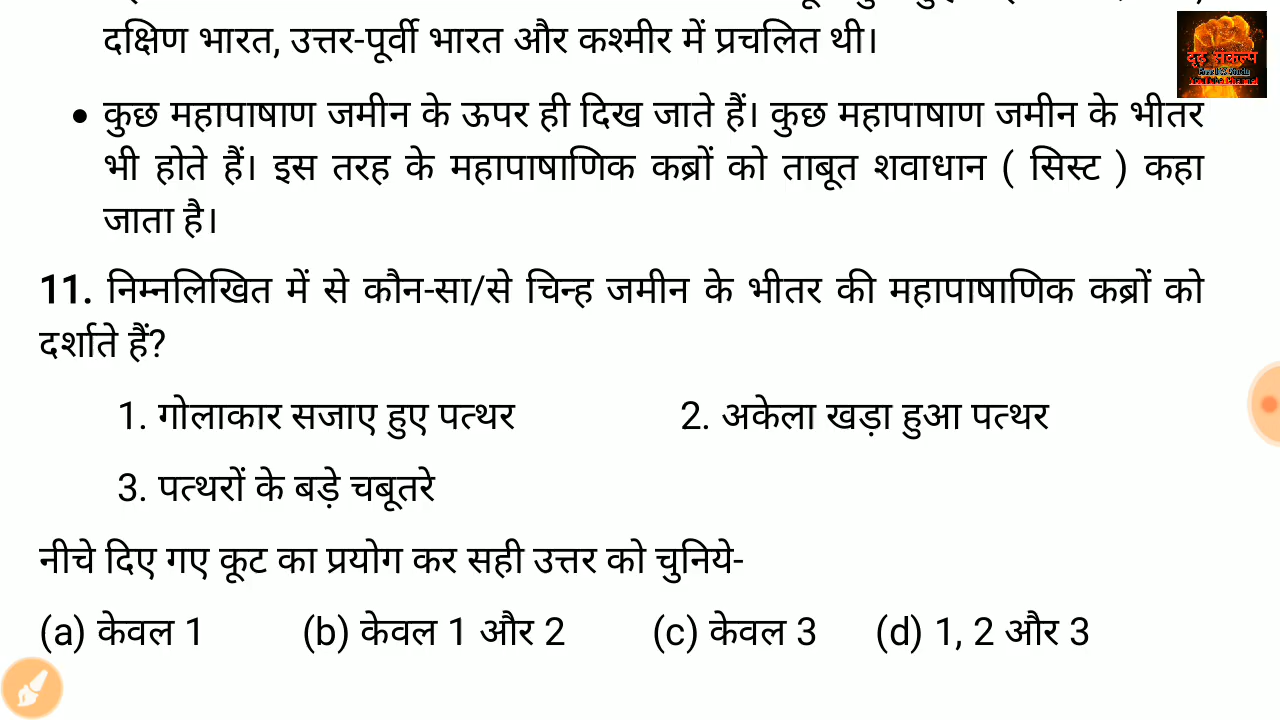 दक्षिण भारत, उत्तर-पूर्वी भारत और कश्मीर में प्रचलित थी।
• कुछ महापाषाण जमीन के ऊपर ही दिख जाते हैं। कुछ महापाषाण जमीन के भीतर
भी होते हैं। इस तरह के महापाषाणिक कब्रों को ताबूत शवाधान ( सिस्ट ) कहा
जाता है।
11. निम्नलिखित में से कौन-सा/से चिन्ह जमीन के भीतर की महापाषाणिक कब्रों को
दर्शाते हैं?
1. गोलाकार सजाए हुए पत्थर 2. अकेला खड़ा हुआ पत्थर
3. पत्थरों के बड़े चबूतरे
नीचे दिए गए कूट का प्रयोग कर सही उत्तर को चुनिये-
(a) केवल 1 (b) केवल 1 और 2 (c) केवल 3 (d) 1, 2 और 3
दृढ़ संकल्प